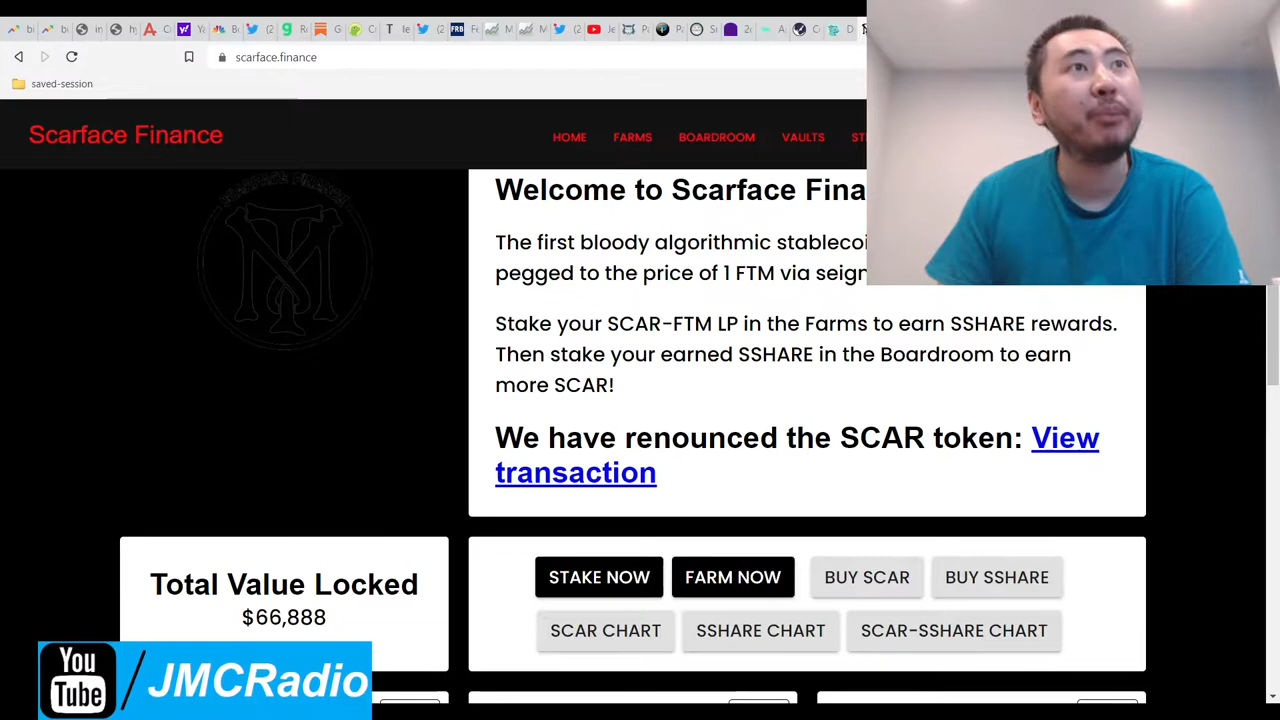 scarface.finance
saved-session
Scarface Finance
HOME FARMS BOARDROOM VAULTS
Welcome to Scarface Fina
The first bloody algorithmic stablecoi
pegged to the price of 1 FTM via seign
Stake your SCAR-FTM LP in the Farms to earn SSHARE rewards.
Then stake your earned SSHARE in the Boardroom to earn
more SCAR!
We have renounced the SCAR token: View
transaction
Total Value Locked
$66,888
STAKE NOW FARM NOW BUY SCAR BUY SSHARE
SCAR CHART SSHARE CHART SCAR-SSHARE CHART
You
Tube
/JMCRadio